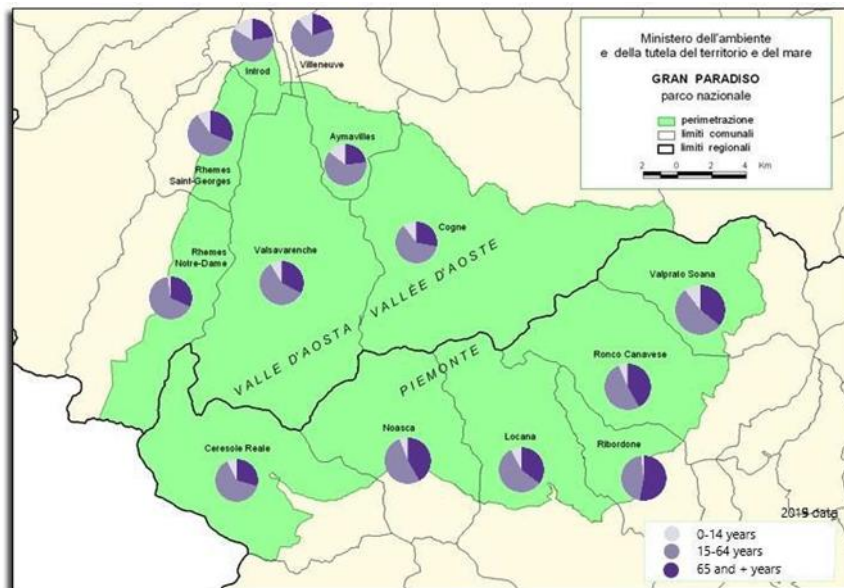 Ministero dell'ambiente
e della tutela del territorio e del mare
GRAN PARADISO
parco nazionale
perimetrazione
limiti comunali
limiti regionali
2 0 2 4 Km
Introd
Villeneuve
Aymavilles
Rhemes
Saint-Georges
Cogne
Rhemes
Notre-Dame
Valsavarenche
VALLE D'AOSTA / VALLÉE D'AOSTE
Valprato Soana
PIEMONTE
Ronco Canavese
Noasca
Locana
Ribordone
Ceresole Reale
data
0-14 years
15-64 years
65 and + years